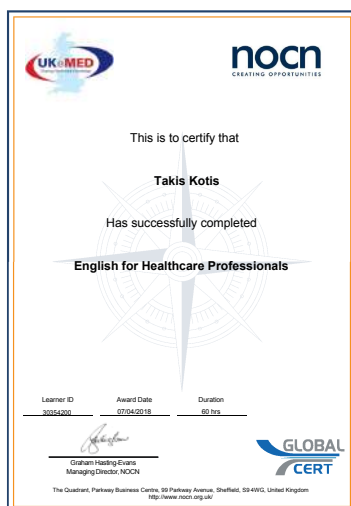 UKeMED
nocn
CREATING OPPORTUNITIES
This is to certify that
Takis Kotis
Has successfully completed
English for Healthcare Professionals
Learner ID Award Date Duration
30354200 07/04/2018 60 hrs
Graham Hasting-Evans
Managing Director, NOCN
GLOBAL
CERT
The Quadrant, Parkway Business Centre, 99 Parkway Avenue, Sheffield, S9 4WG, United Kingdom
http://www.nocn.org.uk/